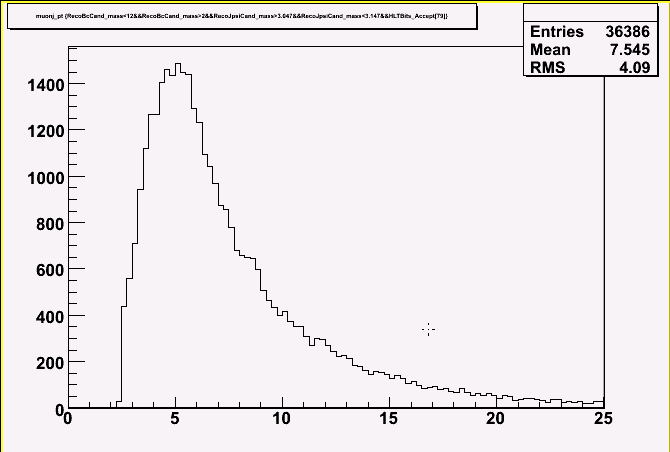 muonj_pt {RecoBcCand_mass<12&&RecoBcCand_mass>2&&RecoJpsiCand_mass>3.047&&RecoJpsiCand_mass<3.147&&HLTBits_Accept[79]}
Entries 36386
Mean 7.545
RMS 4.09
1400
1200
1000
800
600
400
200
0
0 5 10 15 20 25